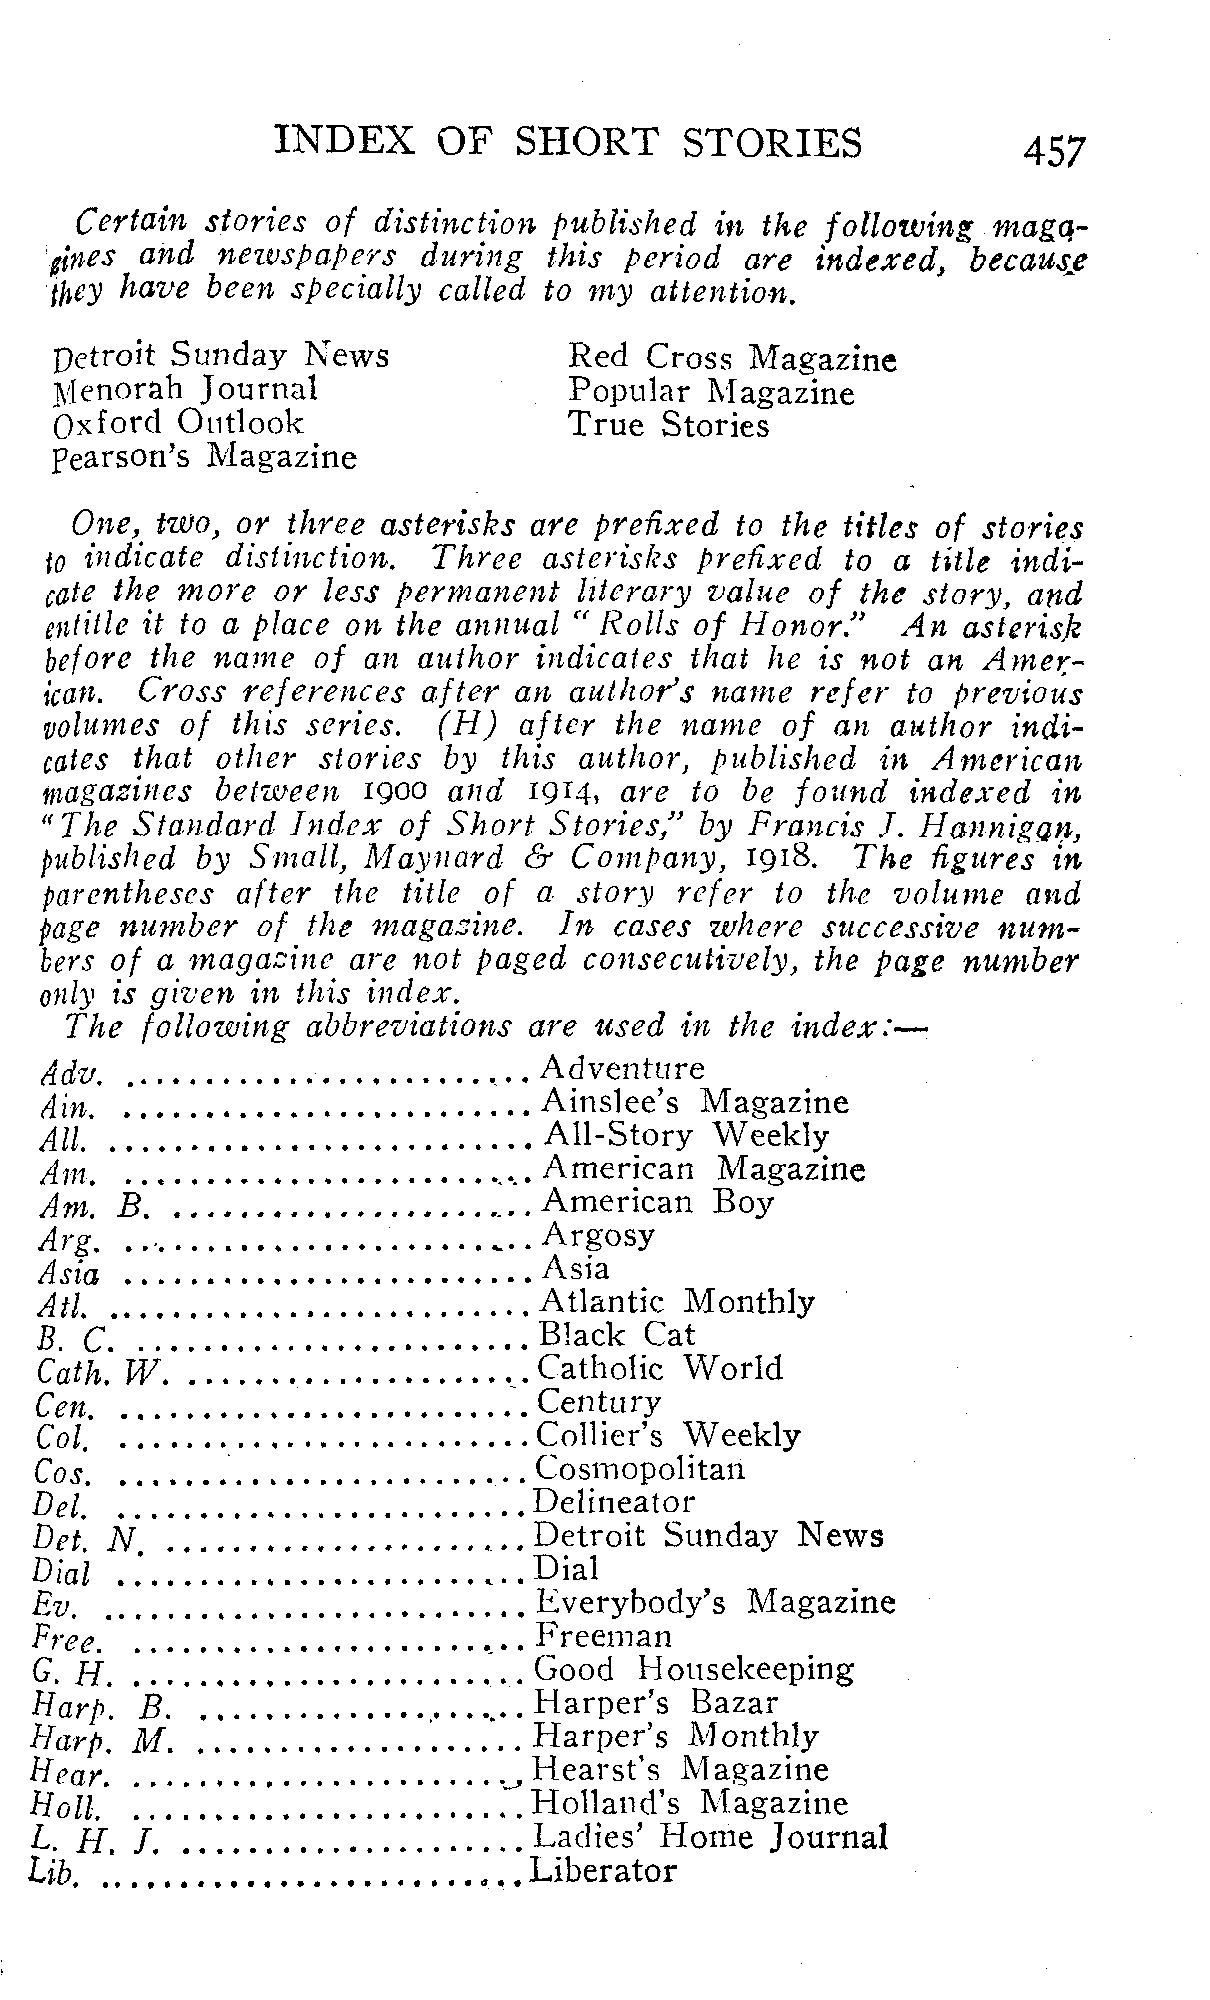 INDEX OF SHORT STORIES 457
Certain stories of distinction published in the following maga-
zines and newspapers during this period are indexed, because
they have been specially called to my attention.
Detroit Sunday News Red Cross Magazine
Menorah Journal Popular Magazine
Oxford Outlook True Stories
Pearson's Magazine
One, two, or three asterisks are prefixed to the titles of stories
to indicate distinction. Three asterisks prefixed to a title indi-
cate the more or less permanent literary value of the story, and
entitle it to a place on the annual "Rolls of Honor." An asterisk
before the name of an author indicates that he is not an Amer-
ican. Cross references after an author's name refer to previous
volumes of this series. (H) after the name of an author indi-
cates that other stories by this author, published in American
magazines between 1900 and 1914, are to be found indexed in
"The Standard Index of Short Stories," by Francis J. Hannigan,
published by Small, Maynard & Company, 1918. The figures in
parentheses after the title of a story refer to the volume and
page number of the magazine. In cases where successive num-
bers of a magazine are not paged consecutively, the page number
only is given in this index.
The following abbreviations are used in the index:—
Adv. ......................... Adventure
Ain. ......................... Ainslee's Magazine
All. .......................... All-Story Weekly
Am. ......................... American Magazine
Am. B. ...................... American Boy
Arg. ......................... Argosy
Asia ......................... Asia
Atl. .......................... Atlantic Monthly
B. C. ........................ Black Cat
Cath. W. ..................... Catholic World
Cen. ......................... Century
Col. ......................... Collier's Weekly
Cos. ......................... Cosmopolitan
Del. ......................... Delineator
Det. N. ...................... Detroit Sunday News
Dial ......................... Dial
Ev. .......................... Everybody's Magazine
Free. ........................ Freeman
G. H. ........................ Good Housekeeping
Harp. B. .................... Harper's Bazar
Harp. M. .................... Harper's Monthly
Hear. ........................ Hearst's Magazine
Holl. ........................ Holland's Magazine
L. H. J. ..................... Ladies' Home Journal
Lib. .......................... Liberator